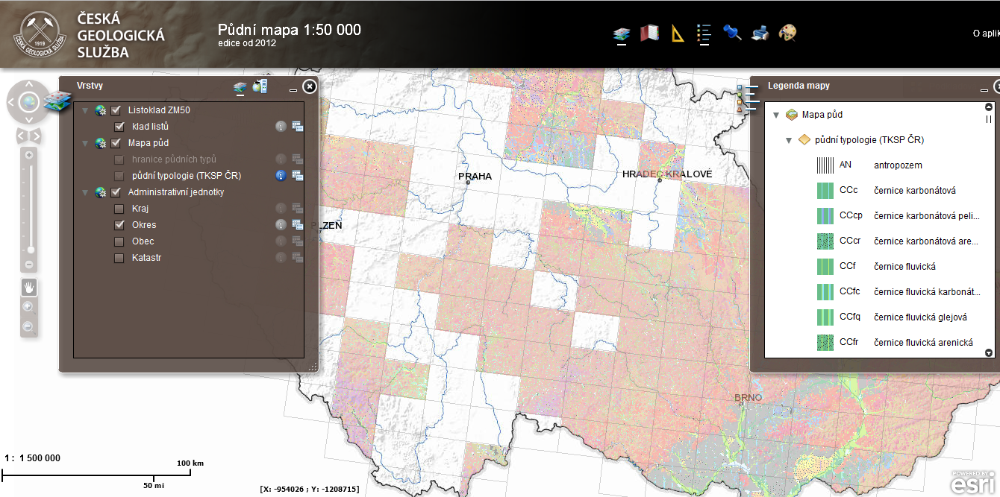 ČESKÁ
GEOLOGICKÁ
SLUŽBA
1919
ČESKÁ GEOLOGICKÁ SLUŽBA
Půdní mapa 1:50 000
edice od 2012
O aplik
Vrstvy
Listoklad ZM50
klad listů
Mapa půd
hranice půdních typů
půdní typologie (TKSP ČR)
Administrativní jednotky
Kraj
Okres
Obec
Katastr
PRAHA
HRADEC KRÁLOVÉ
PLZEN
BRNO
Legenda mapy
Mapa půd
půdní typologie (TKSP ČR)
AN antropozem
CCc černice karbonátová
CCcp černice karbonátová peli...
CCcr černice karbonátová are...
CCf černice fluvická
CCfc černice fluvická karbonát...
CCfq černice fluvická glejová
CCfr černice fluvická arenická
1 : 1 500 000
100 km
50 mi
[X: -954026 ; Y: -1208715]
POWERED BY
esri